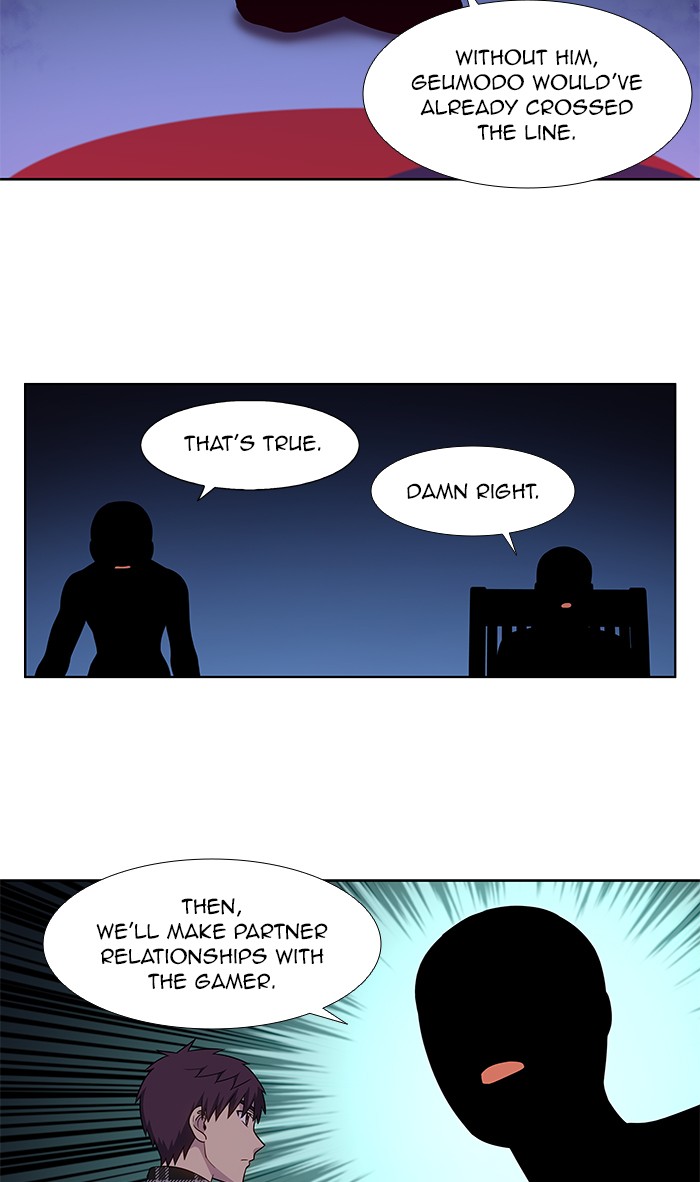 WITHOUT HIM,
GEUMODO WOULD'VE
ALREADY CROSSED
THE LINE.
THAT'S TRUE.
DAMN RIGHT.
THEN,
WE'LL MAKE PARTNER
RELATIONSHIPS WITH
THE GAMER.